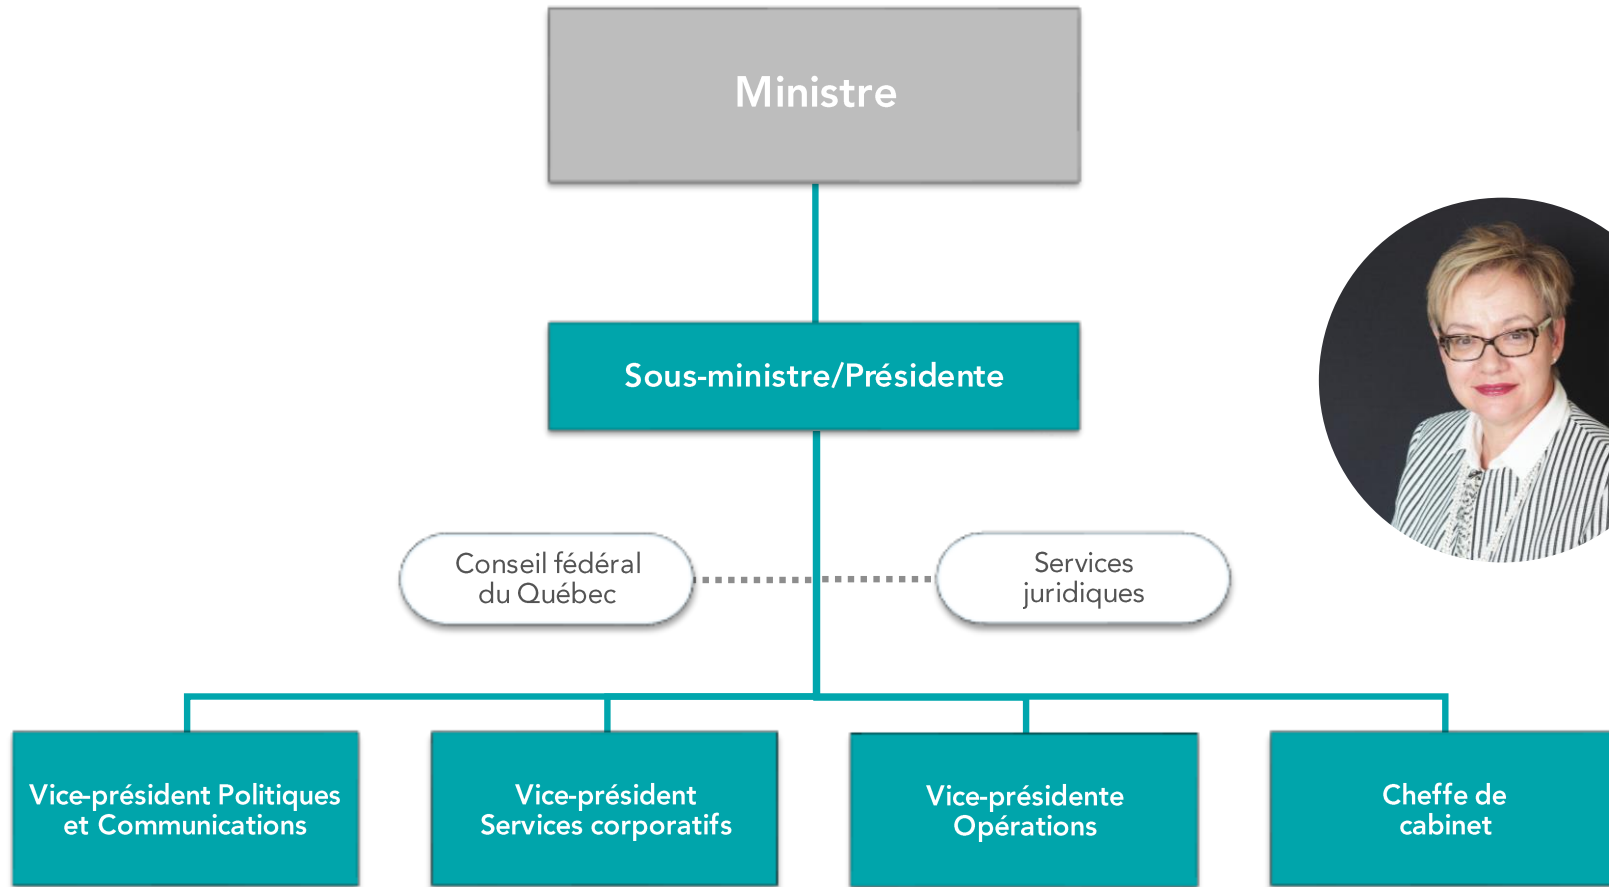 Ministre
Sous-ministre/Présidente
Conseil fédéral
du Québec
Services
juridiques
Vice-président Politiques
et Communications
Vice-président
Services corporatifs
Vice-présidente
Opérations
Cheffe de
cabinet